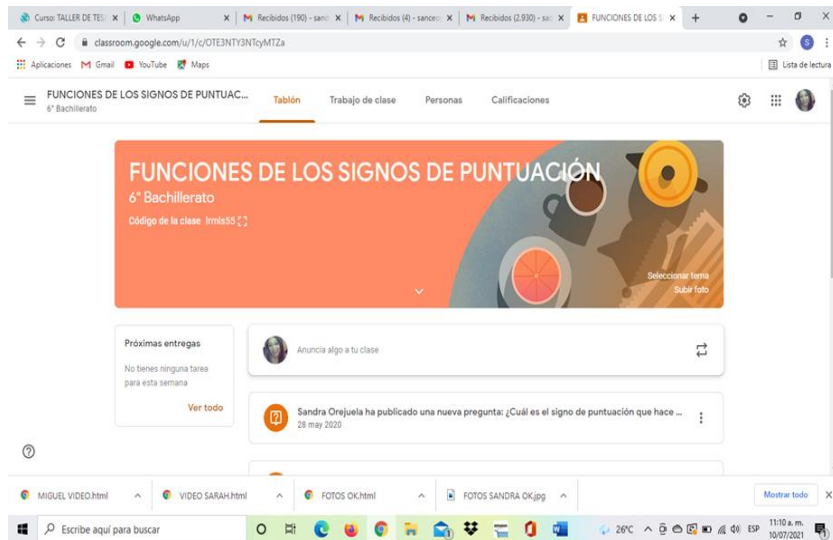 Curso: TALLER DE TES
WhatsApp
Recibidos (190) - sand
Recibidos (4) - sanceo
Recibidos (2.930) - sac
FUNCIONES DE LOS S
classroom.google.com/u/1/c/OTE3NTY3NTcyMTZa
S
Aplicaciones
Gmail
YouTube
Maps
Lista de lectura
FUNCIONES DE LOS SIGNOS DE PUNTUAC...
6° Bachillerato
Tablón
Trabajo de clase
Personas
Calificaciones
FUNCIONES DE LOS SIGNOS DE PUNTUACIÓN
6° Bachillerato
Código de la clase lrmls55
Seleccionar tema
Subir foto
Próximas entregas
No tienes ninguna tarea
para esta semana
Ver todo
Anuncia algo a tu clase
Sandra Orejuela ha publicado una nueva pregunta: ¿Cuál es el signo de puntuación que hace ...
28 may 2020
MIGUEL VIDEO.html
VIDEO SARAH.html
FOTOS OK.html
FOTOS SANDRA OK.jpg
Mostrar todo
Escribe aquí para buscar
26°C
ESP
11:10 a. m.
10/07/2021